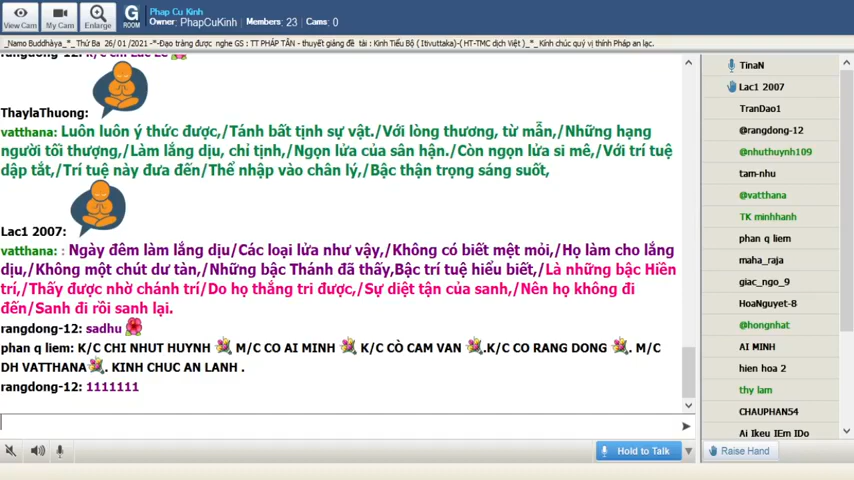 View Cam
My Cam
Enlarge
G
ROOM
Phap Cu Kinh
Owner: PhapCuKinh Members: 23 Cams: 0
_Namo Buddhàya_*_ Thứ Ba 26/ 01 /2021 -*-Đạo tràng được nghe GS : TT PHÁP TÂN - thuyết giảng đề tài : Kinh Tiểu Bộ ( Itivuttaka)-( HT-TMC dịch Việt )_*_ Kính chúc quý vị thính Pháp an lạc.
ThaylaThuong:
vatthana: Luôn luôn ý thức được,/Tánh bất tịnh sự vật./Với lòng thương, từ mẫn,/Những hạng
người tối thượng,/Làm lắng dịu, chỉ tịnh,/Ngọn lửa của sân hận./Còn ngọn lửa si mê,/Với trí tuệ
dập tắt,/Trí tuệ này đưa đến/Thể nhập vào chân lý,/Bậc thận trọng sáng suốt,
Lac1 2007:
vatthana: : Ngày đêm làm lắng dịu/Các loại lửa như vậy,/Không có biết mệt mỏi,/Họ làm cho lắng
dịu,/Không một chút dư tàn,/Những bậc Thánh đã thấy,Bậc trí tuệ hiểu biết,/Là những bậc Hiền
trí,/Thấy được nhờ chánh trí/Do họ thắng tri được,/Sự diệt tận của sanh,/Nên họ không đi
đến/Sanh đi rồi sanh lại.
rangdong-12: sadhu
phan q liem: K/C CHI NHUT HUYNH M/C CO AI MINH K/C CÒ CAM VAN .K/C CO RANG DONG . M/C
DH VATTHANA . KINH CHUC AN LANH .
rangdong-12: 1111111
Hold to Talk
TinaN
Lac1 2007
TranDao1
@rangdong-12
@nhuthuynh109
tam-nhu
@vatthana
TK minhhanh
phan q liem
maha_raja
giac_ngo_9
HoaNguyet-8
@hongnhat
AI MINH
hien hoa 2
thy lam
CHAUPHAN54
Ai lkeu IEm IDo
Raise Hand